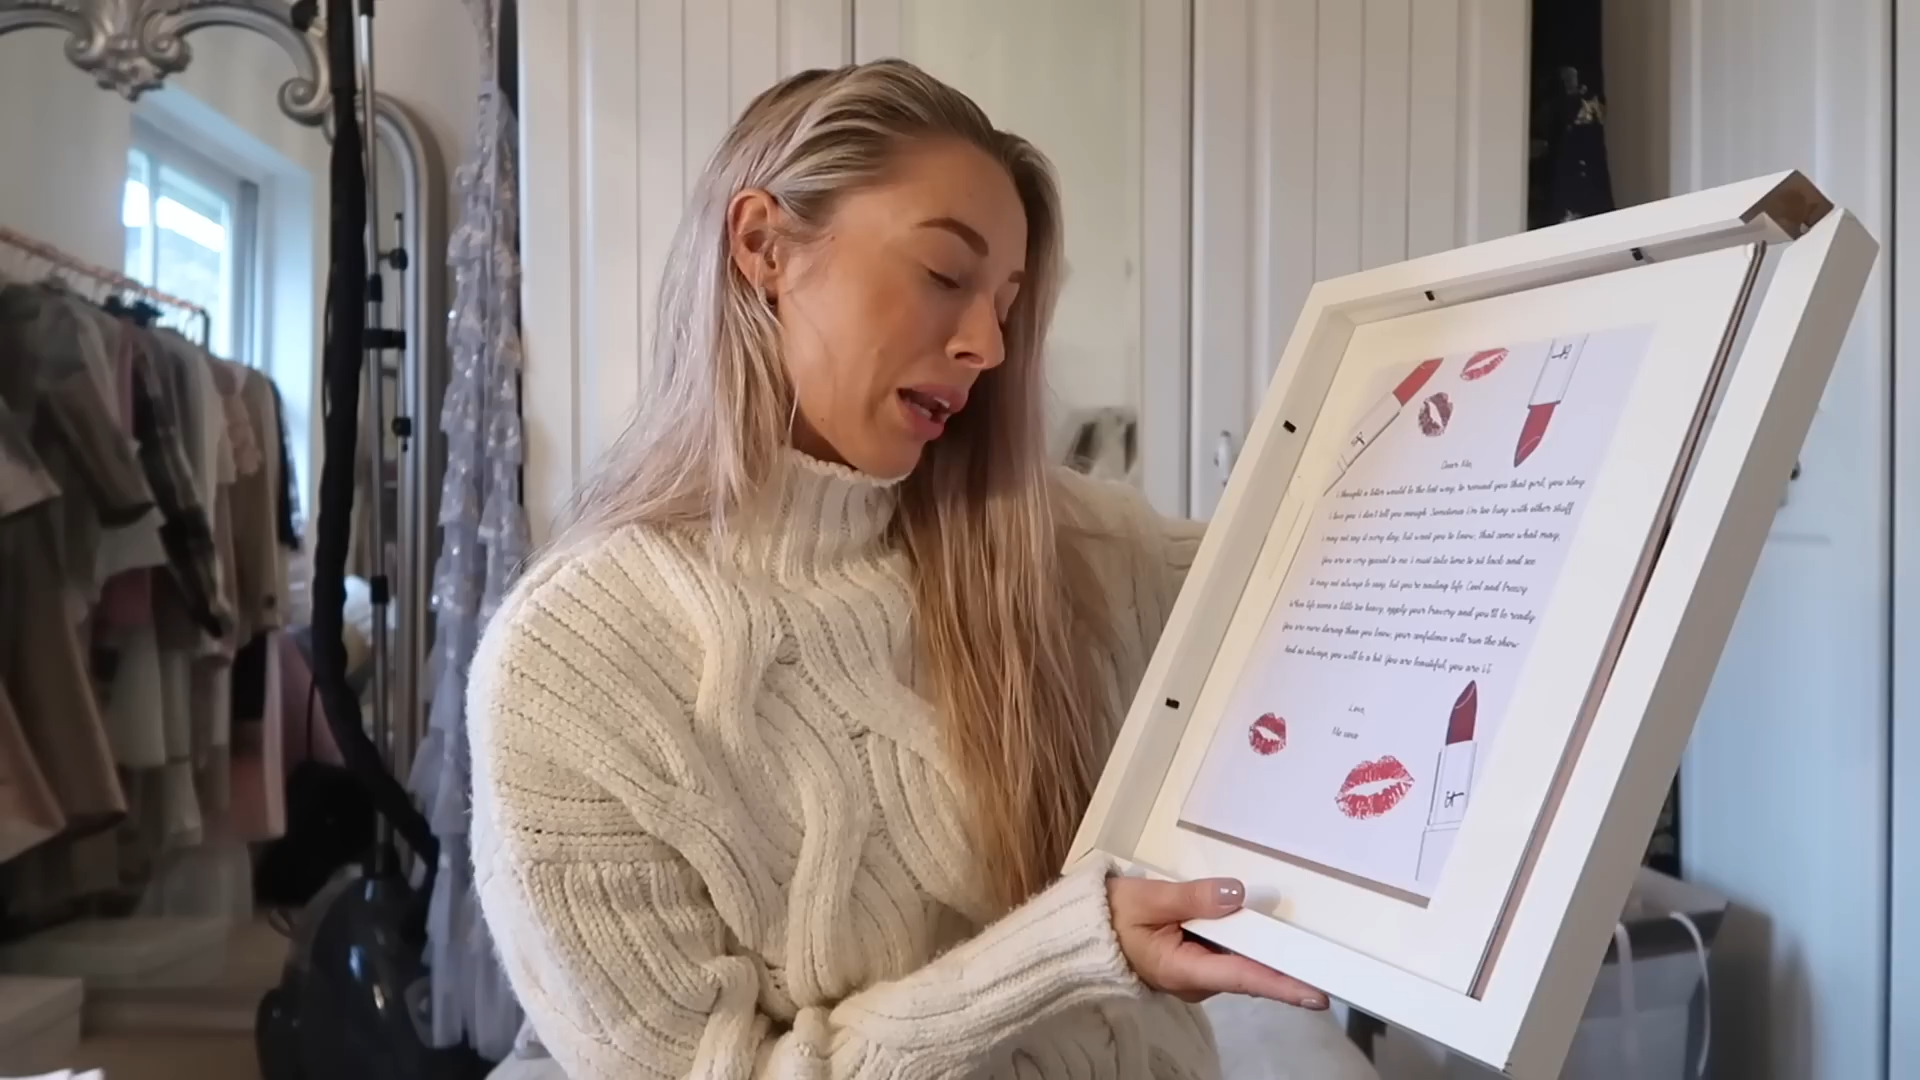 Dear Me,
I thought a letter would be the best way, to remind you that girl, you slay
I love you I don't tell you enough. Sometimes I'm too busy with other stuff
I may not say it every day, but want you to know, that come what may,
You are so very special to me. I must take time to sit back and see
It may not always be easy, but you're nailing life. Cool and breezy
When life seems a little too heavy, apply your bravery and you'll be ready
You are more daring than you know, your confidence will run the show
And as always, you will be a hit. You are beautiful, you are IT
Love,
Me xoxo
it